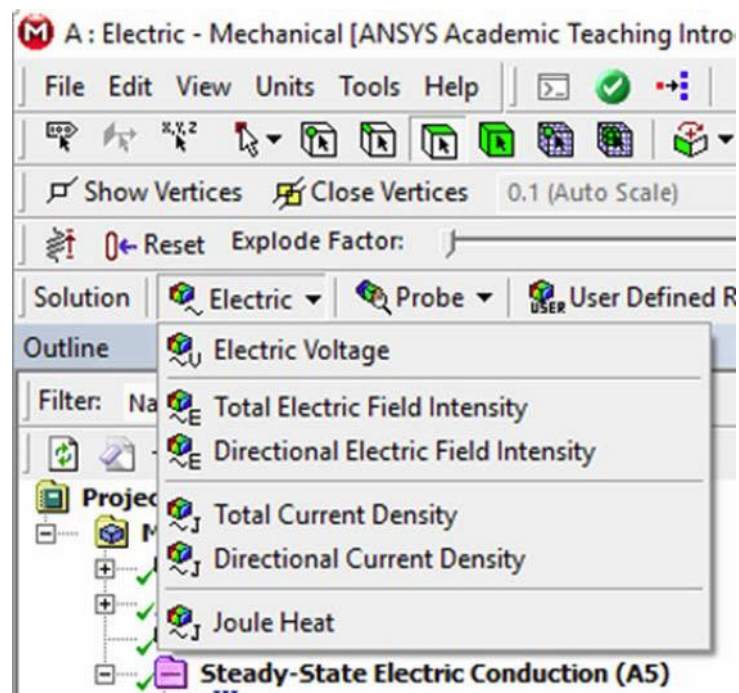 A : Electric - Mechanical [ANSYS Academic Teaching Intro
File Edit View Units Tools Help
Show Vertices Close Vertices 0.1 (Auto Scale)
Reset Explode Factor:
Solution Electric Probe User Defined R
Outline
Electric Voltage
Filter: Na
Total Electric Field Intensity
Directional Electric Field Intensity
Projec
Total Current Density
M
Directional Current Density
Joule Heat
Steady-State Electric Conduction (A5)